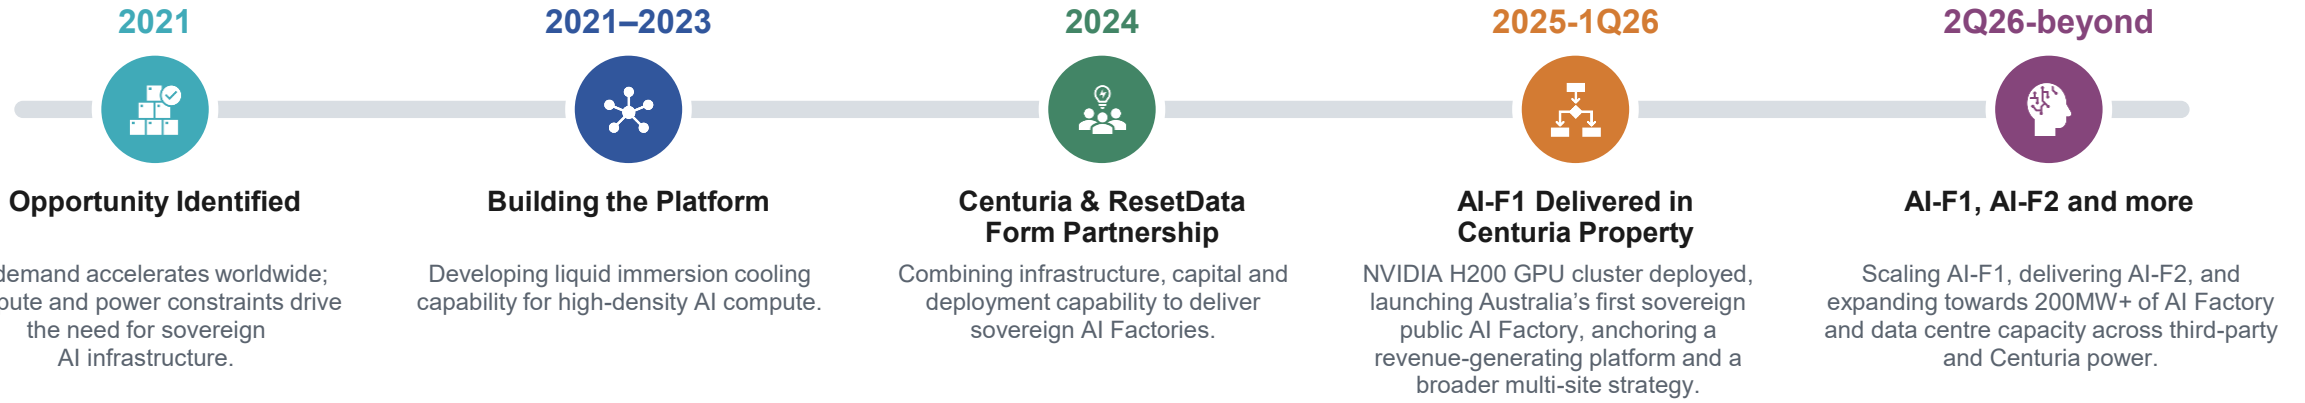 2021
Opportunity Identified
demand accelerates worldwide;
and power constraints drive
the need for sovereign
AI infrastructure.
2021–2023
Building the Platform
Developing liquid immersion cooling
capability for high-density AI compute.
2024
Centuria & ResetData
Form Partnership
Combining infrastructure, capital and
deployment capability to deliver
sovereign AI Factories.
2025-1Q26
AI-F1 Delivered in
Centuria Property
NVIDIA H200 GPU cluster deployed,
launching Australia’s first sovereign
public AI Factory, anchoring a
revenue-generating platform and a
broader multi-site strategy.
2Q26-beyond
AI-F1, AI-F2 and more
Scaling AI-F1, delivering AI-F2, and
expanding towards 200MW+ of AI Factory
and data centre capacity across third-party
and Centuria power.